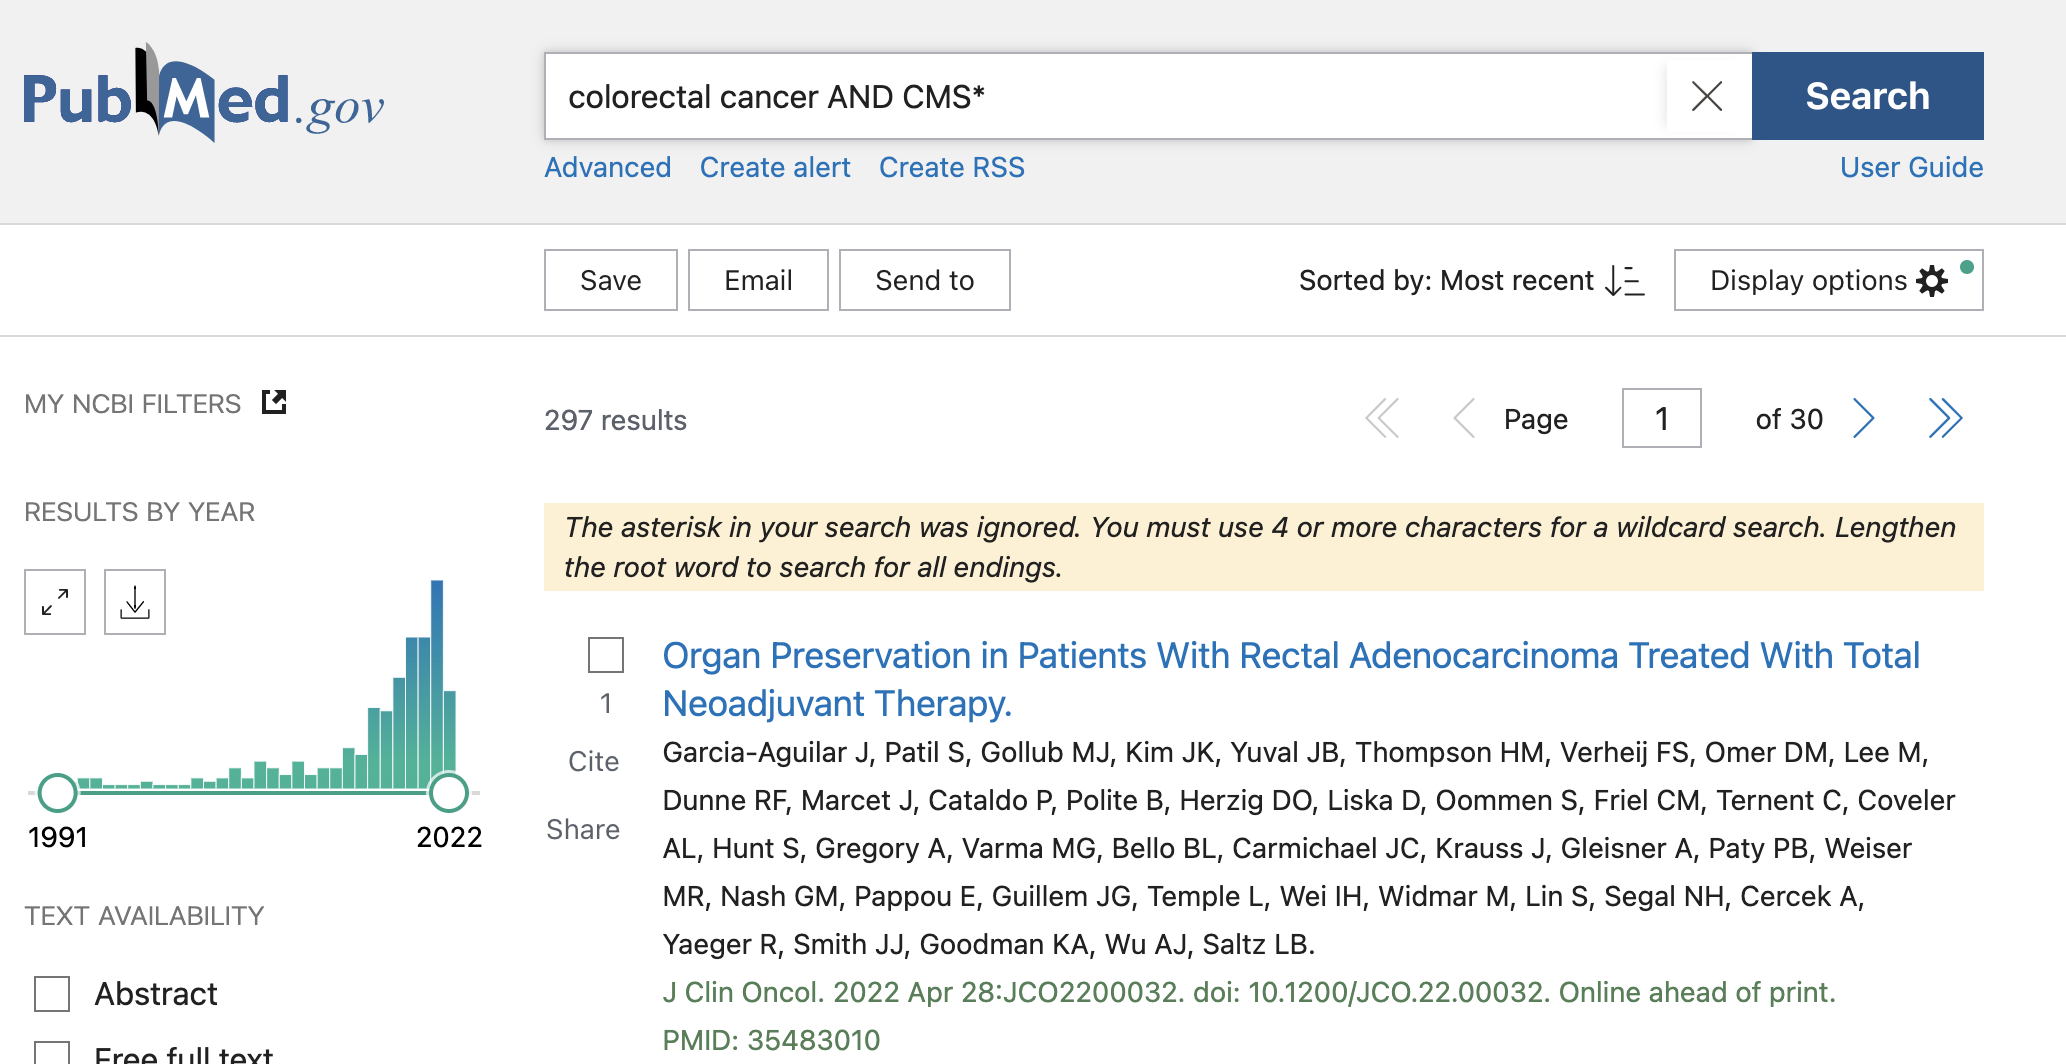 PubMed.gov
colorectal cancer AND CMS*
Search
Advanced Create alert Create RSS
User Guide
Save Email Send to
Sorted by: Most recent
Display options
MY NCBI FILTERS
297 results
Page 1 of 30
RESULTS BY YEAR
The asterisk in your search was ignored. You must use 4 or more characters for a wildcard search. Lengthen
the root word to search for all endings.
1991
2022
TEXT AVAILABILITY
Abstract
Free full text
1
Cite
Share
Organ Preservation in Patients With Rectal Adenocarcinoma Treated With Total
Neoadjuvant Therapy.
Garcia-Aguilar J, Patil S, Gollub MJ, Kim JK, Yuval JB, Thompson HM, Verheij FS, Omer DM, Lee M,
Dunne RF, Marcet J, Cataldo P, Polite B, Herzig DO, Liska D, Oommen S, Friel CM, Ternent C, Coveler
AL, Hunt S, Gregory A, Varma MG, Bello BL, Carmichael JC, Krauss J, Gleisner A, Paty PB, Weiser
MR, Nash GM, Pappou E, Guillem JG, Temple L, Wei IH, Widmar M, Lin S, Segal NH, Cercek A,
Yaeger R, Smith JJ, Goodman KA, Wu AJ, Saltz LB.
J Clin Oncol. 2022 Apr 28:JCO2200032. doi: 10.1200/JCO.22.00032. Online ahead of print.
PMID: 35483010